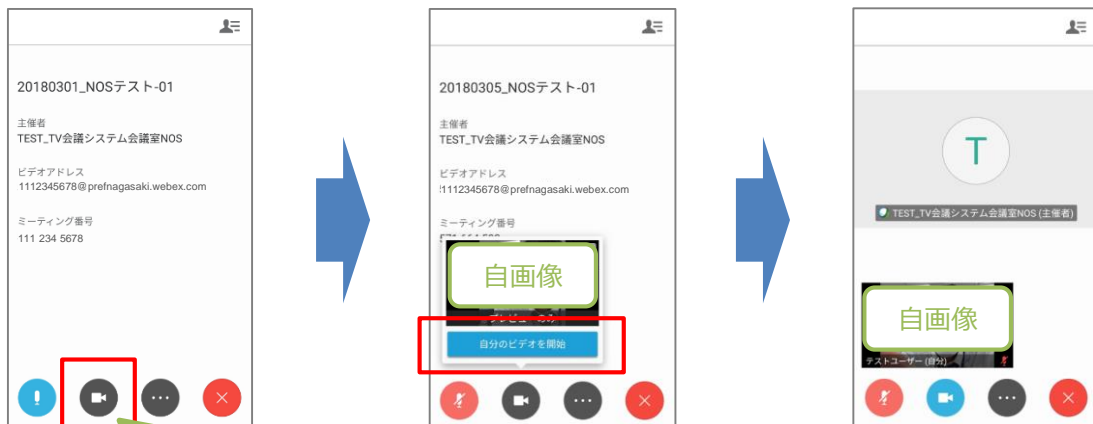 20180301_NOSテスト-01
主催者
TEST_TV会議システム会議室NOS
ビデオアドレス
1112345678@prefnagasaki.webex.com
ミーティング番号
111 234 5678
20180305_NOSテスト-01
主催者
TEST_TV会議システム会議室NOS
ビデオアドレス
1112345678@prefnagasaki.webex.com
ミーティング番号
自画像
プレビューのみ
自分のビデオを開始
T
TEST_TV会議システム会議室NOS (主催者)
自画像
テストユーザー (自分)